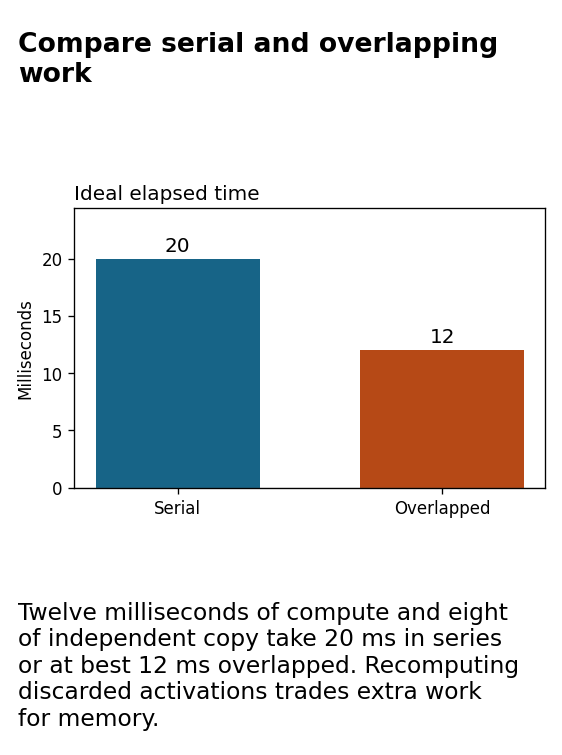 Compare serial and overlapping
work
Ideal elapsed time
20
12
Milliseconds
20
15
10
5
0
Serial
Overlapped
Twelve milliseconds of compute and eight
of independent copy take 20 ms in series
or at best 12 ms overlapped. Recomputing
discarded activations trades extra work
for memory.